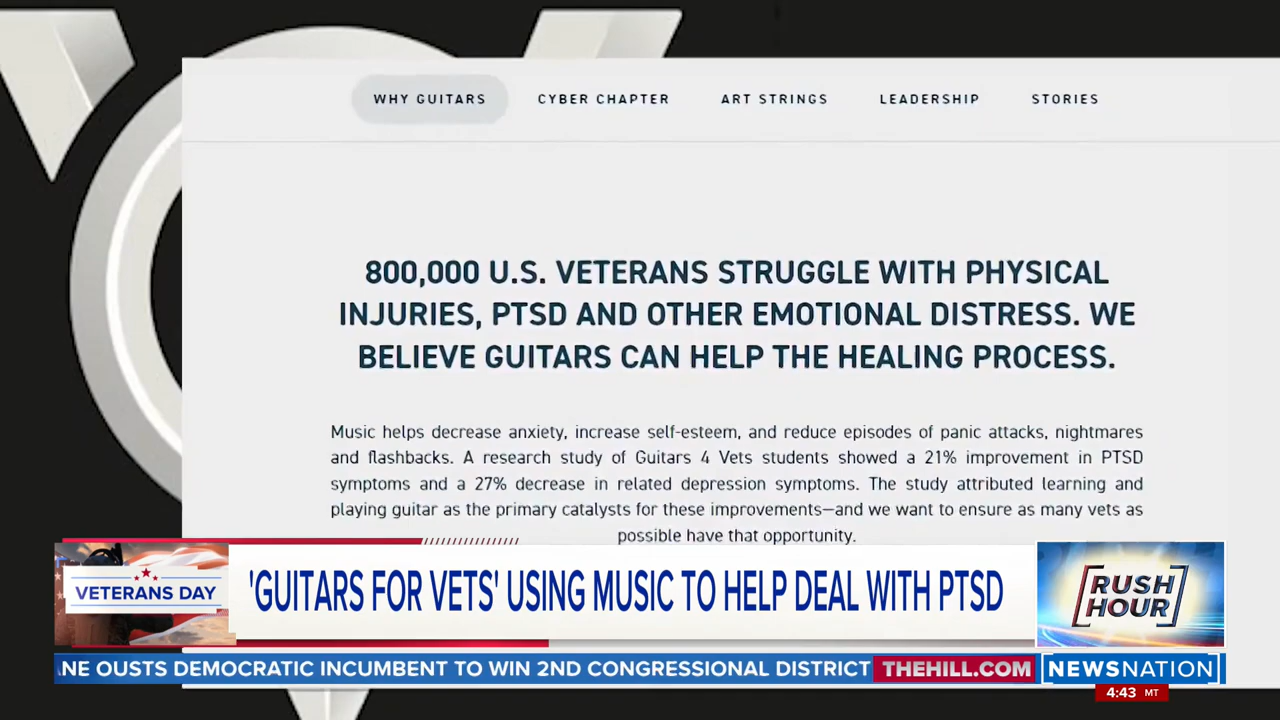 WHY GUITARS
CYBER CHAPTER
ART STRINGS
LEADERSHIP
STORIES
800,000 U.S. VETERANS STRUGGLE WITH PHYSICAL
INJURIES, PTSD AND OTHER EMOTIONAL DISTRESS. WE
BELIEVE GUITARS CAN HELP THE HEALING PROCESS.
Music helps decrease anxiety, increase self-esteem, and reduce episodes of panic attacks, nightmares
and flashbacks. A research study of Guitars 4 Vets students showed a 21% improvement in PTSD
symptoms and a 27% decrease in related depression symptoms. The study attributed learning and
playing guitar as the primary catalysts for these improvements—and we want to ensure as many vets as
possible have that opportunity.
VETERANS DAY
'GUITARS FOR VETS' USING MUSIC TO HELP DEAL WITH PTSD
[RUSH
HOUR]
OUSTS DEMOCRATIC INCUMBENT TO WIN 2ND CONGRESSIONAL DISTRICT
THEHILL.COM
NEWSNATION
4:43 MT